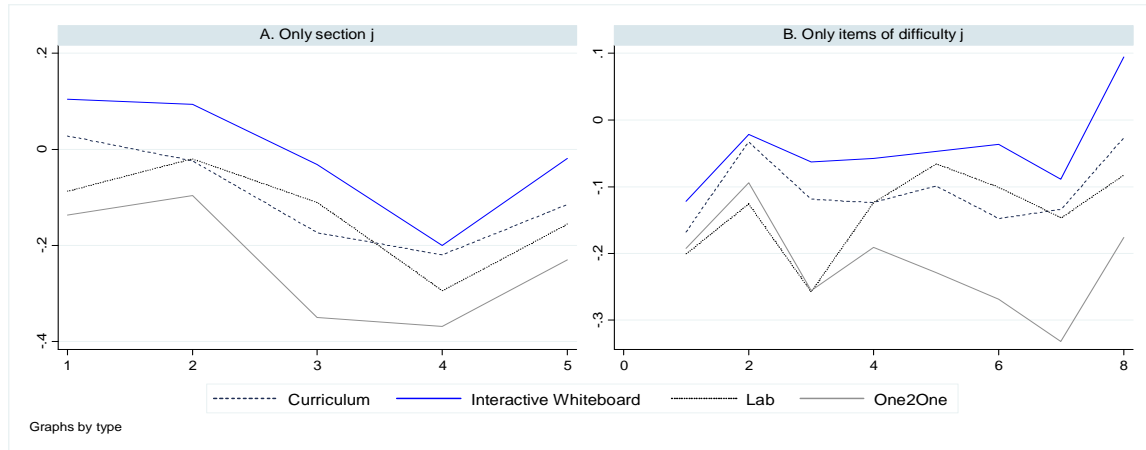 A. Only section j
B. Only items of difficulty j
.2
0
-.2
-.4
1 2 3 4 5
.1
0
-.1
-.2
-.3
0 2 4 6 8
Curriculum Interactive Whiteboard Lab One2One
Graphs by type